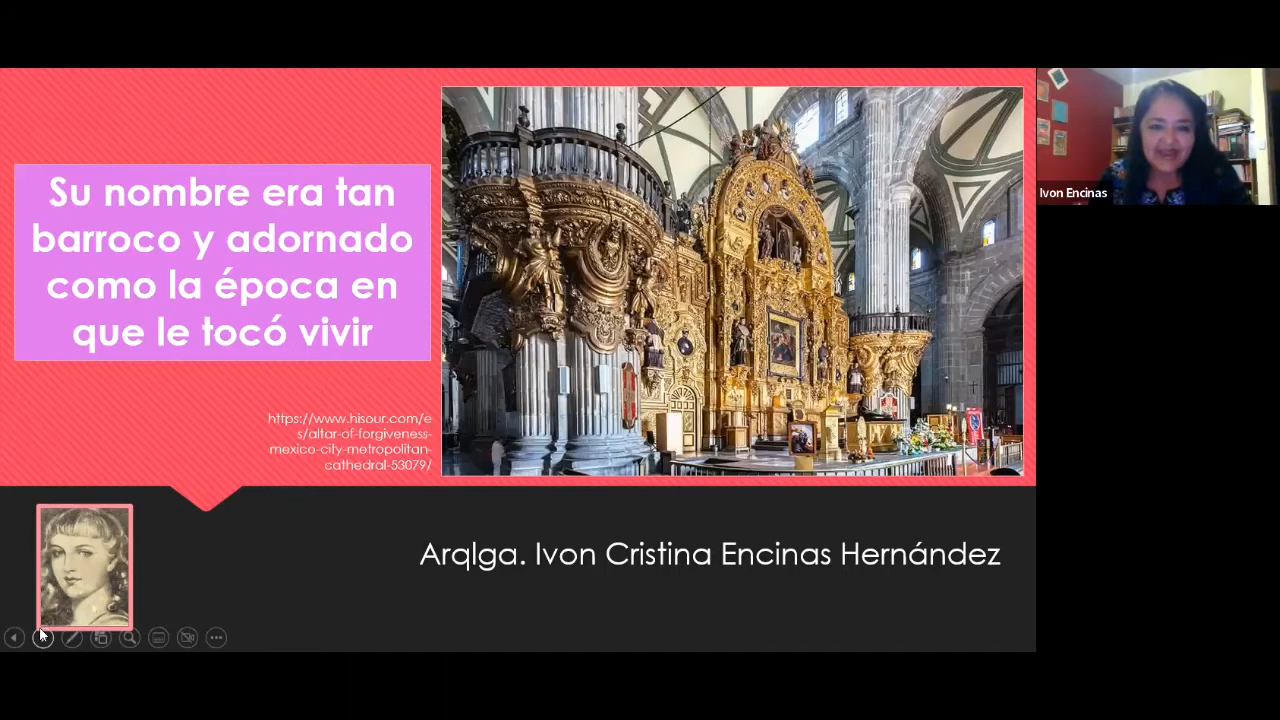 Su nombre era tan
barroco y adornado
como la época en
que le tocó vivir
https://www.hisour.com/e
s/altar-of-forgiveness-
mexico-city-metropolitan-
cathedral-53079/
Arqlga. Ivon Cristina Encinas Hernández
Ivon Encinas